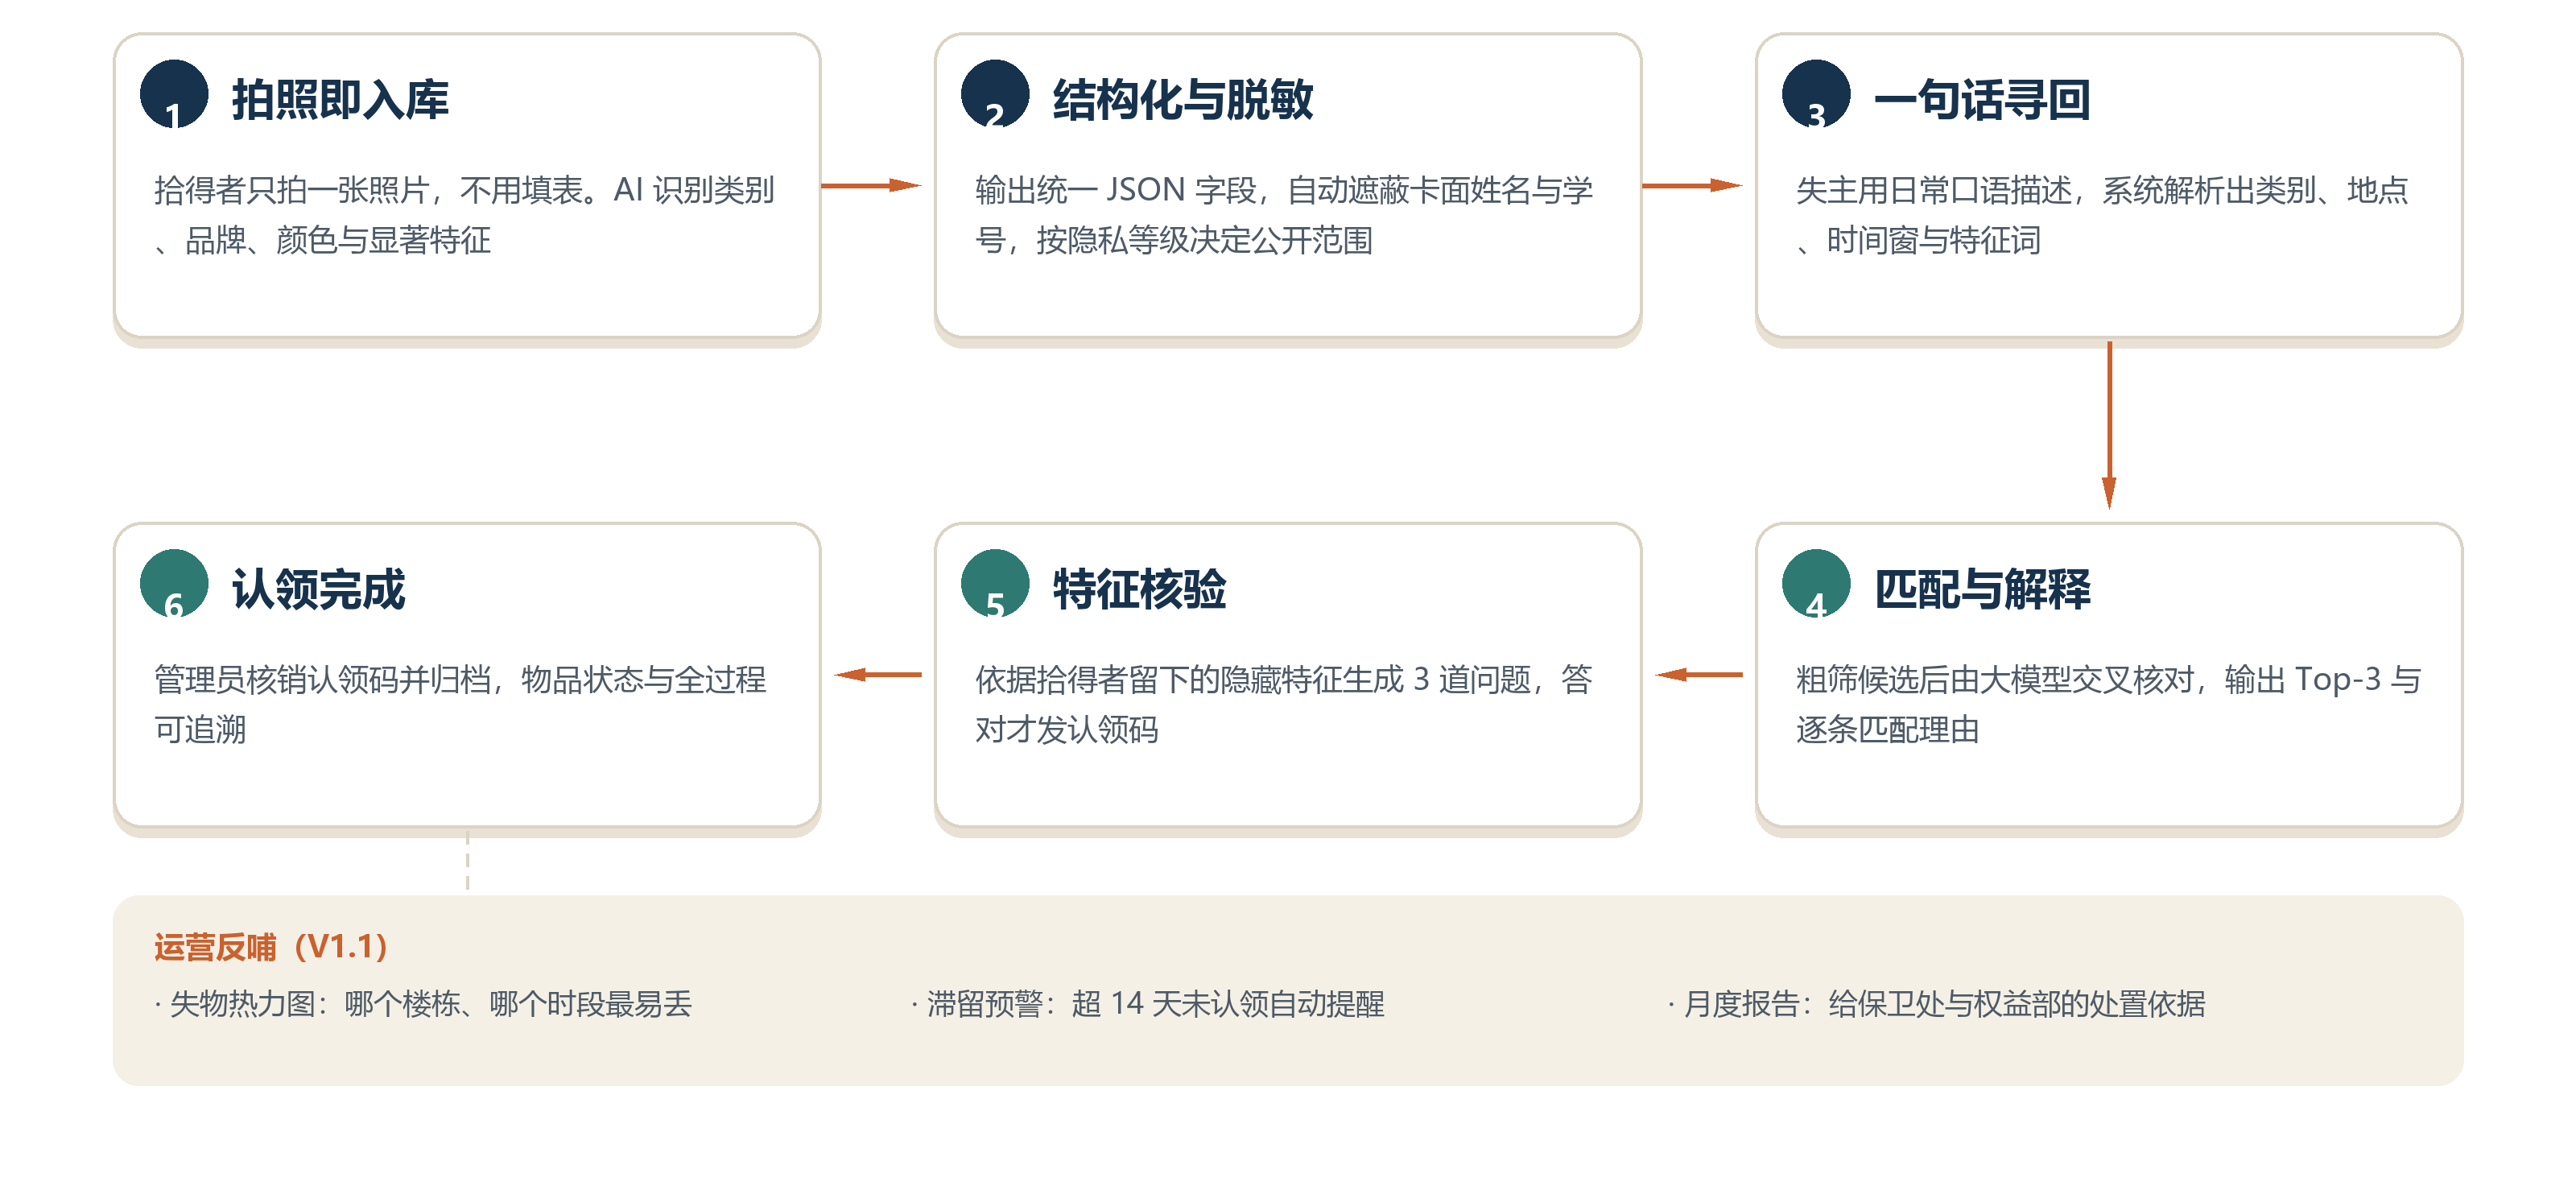 1 拍照即入库
拾得者只拍一张照片，不用填表。AI 识别类别
、品牌、颜色与显著特征
2 结构化与脱敏
输出统一 JSON 字段，自动遮蔽卡面姓名与学
号，按隐私等级决定公开范围
3 一句话寻回
失主用日常口语描述，系统解析出类别、地点
、时间窗与特征词
4 匹配与解释
粗筛候选后由大模型交叉核对，输出 Top-3 与
逐条匹配理由
5 特征核验
依据拾得者留下的隐藏特征生成 3 道问题，答
对才发认领码
6 认领完成
管理员核销认领码并归档，物品状态与全过程
可追溯
运营反哺（V1.1）
· 失物热力图：哪个楼栋、哪个时段最易丢
· 滞留预警：超 14 天未认领自动提醒
· 月度报告：给保卫处与权益部的处置依据